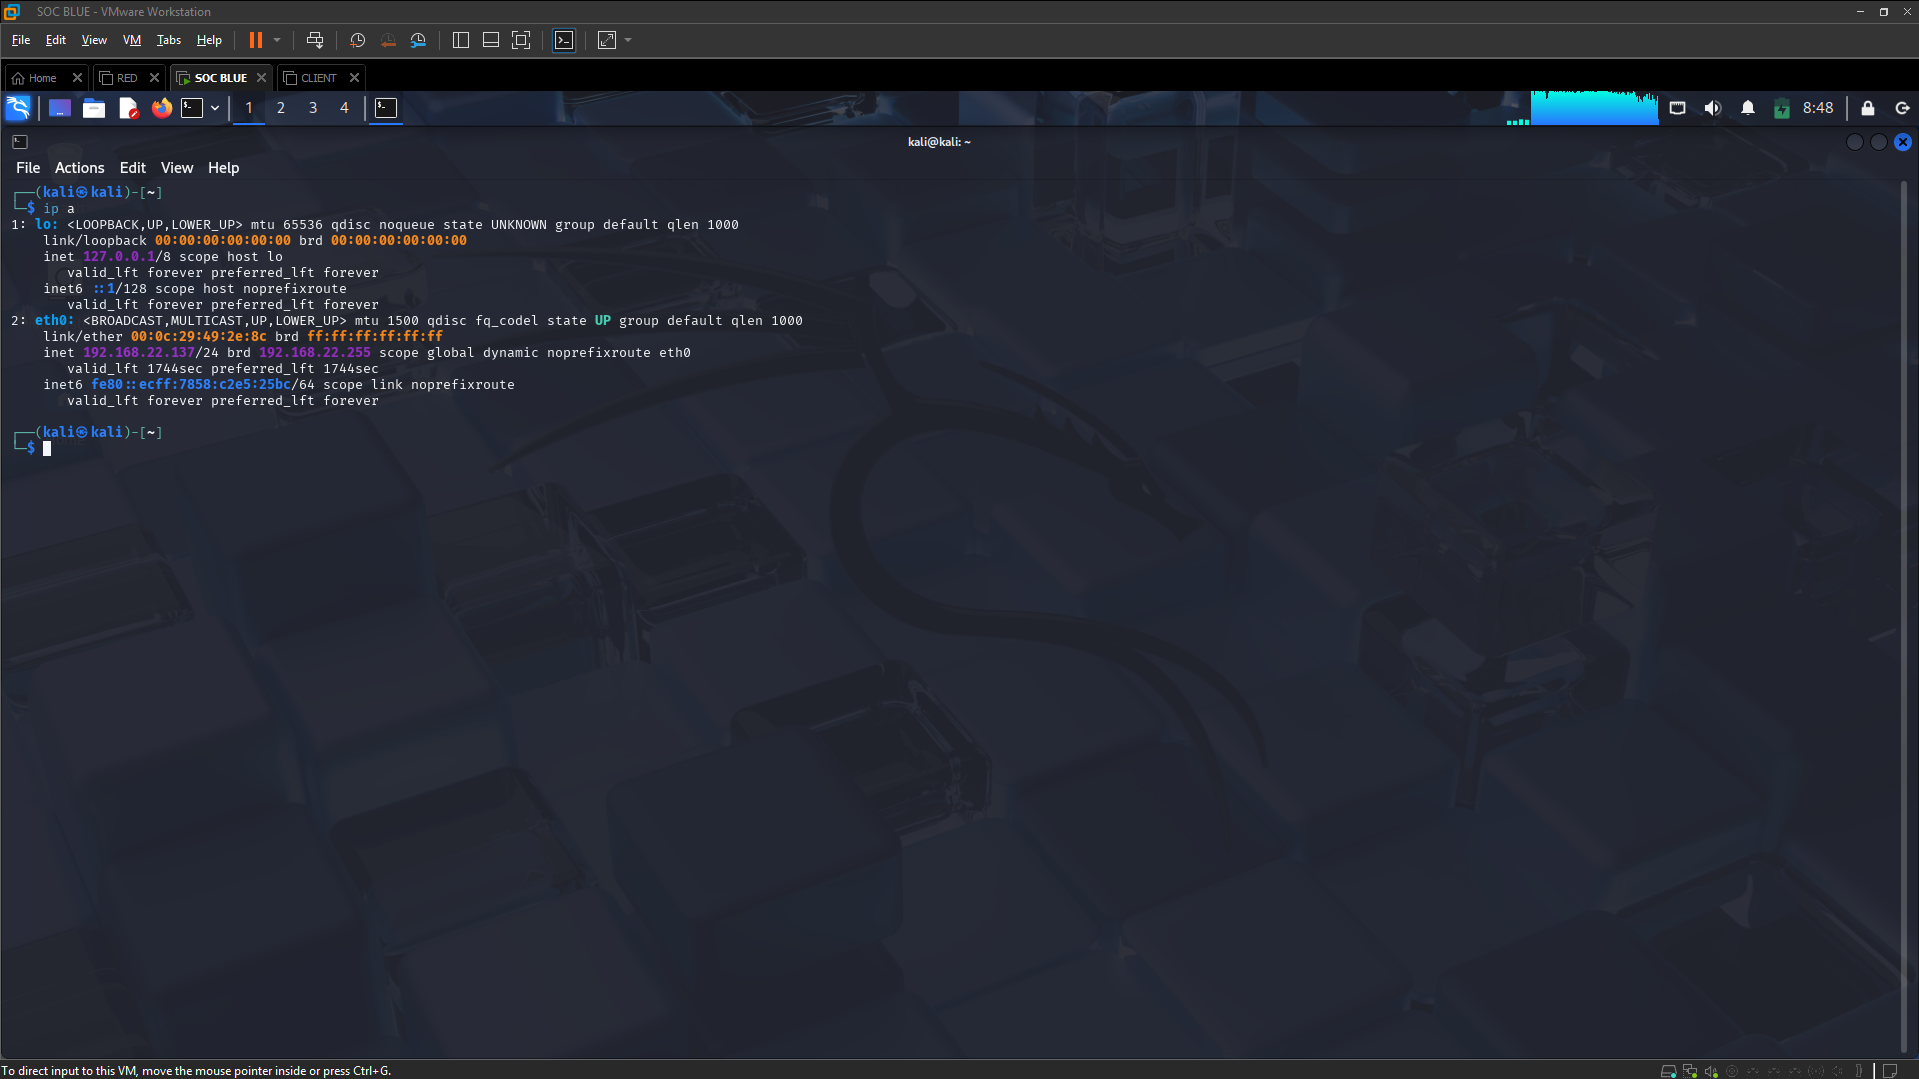 SOC BLUE - VMware Workstation
File Edit View VM Tabs Help
Home RED SOC BLUE CLIENT
1 2 3 4 8:48
kali@kali: ~
File Actions Edit View Help
┌──(kali㉿kali)-[~]
└─$ ip a
1: lo: <LOOPBACK,UP,LOWER_UP> mtu 65536 qdisc noqueue state UNKNOWN group default qlen 1000
link/loopback 00:00:00:00:00:00 brd 00:00:00:00:00:00
inet 127.0.0.1/8 scope host lo
valid_lft forever preferred_lft forever
inet6 ::1/128 scope host noprefixroute
valid_lft forever preferred_lft forever
2: eth0: <BROADCAST,MULTICAST,UP,LOWER_UP> mtu 1500 qdisc fq_codel state UP group default qlen 1000
link/ether 00:0c:29:49:2e:8c brd ff:ff:ff:ff:ff:ff
inet 192.168.22.137/24 brd 192.168.22.255 scope global dynamic noprefixroute eth0
valid_lft 1744sec preferred_lft 1744sec
inet6 fe80::ecff:7858:c2e5:25bc/64 scope link noprefixroute
valid_lft forever preferred_lft forever
┌──(kali㉿kali)-[~]
└─$
To direct input to this VM, move the mouse pointer inside or press Ctrl+G.